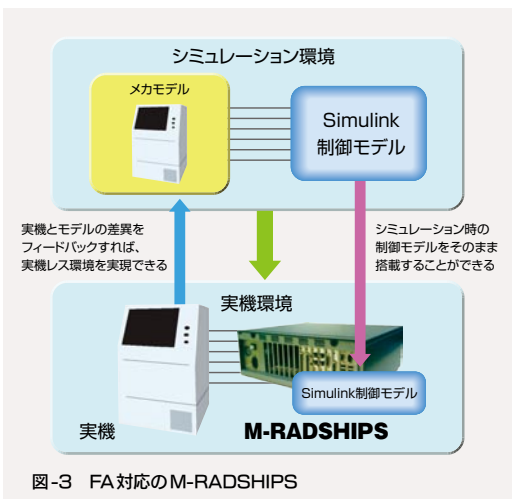 シミュレーション環境
メカモデル
Simulink
制御モデル
実機とモデルの差異を
フィードバックすれば、
実機レス環境を実現できる
シミュレーション時の
制御モデルをそのまま
搭載することができる
実機環境
Simulink制御モデル
実機
M-RADSHIPS
図-3 FA対応のM-RADSHIPS